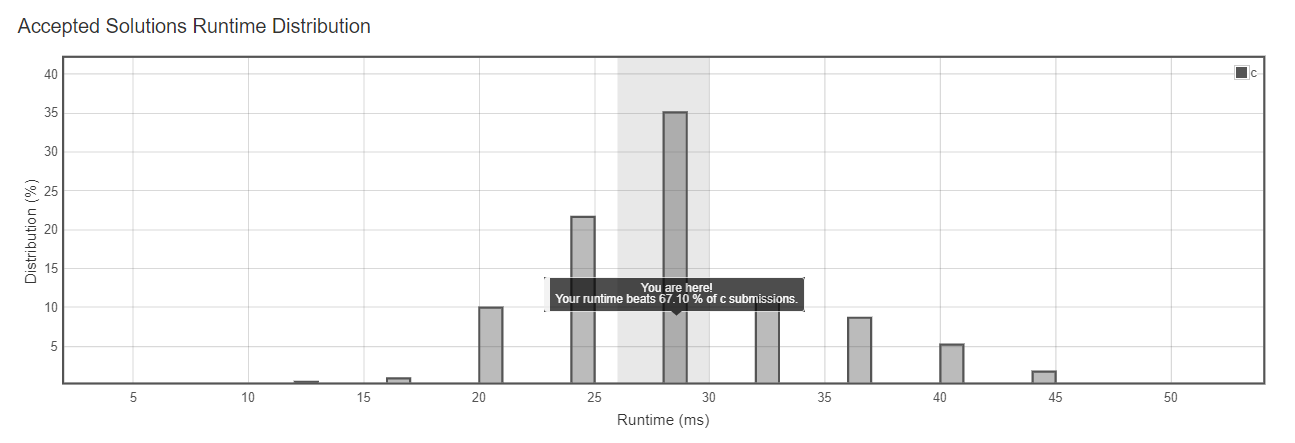 Accepted Solutions Runtime Distribution
c
40
35
30
25
20
15
10
5
Distribution (%)
You are here!
Your runtime beats 67.10 % of c submissions.
5 10 15 20 25 30 35 40 45 50
Runtime (ms)